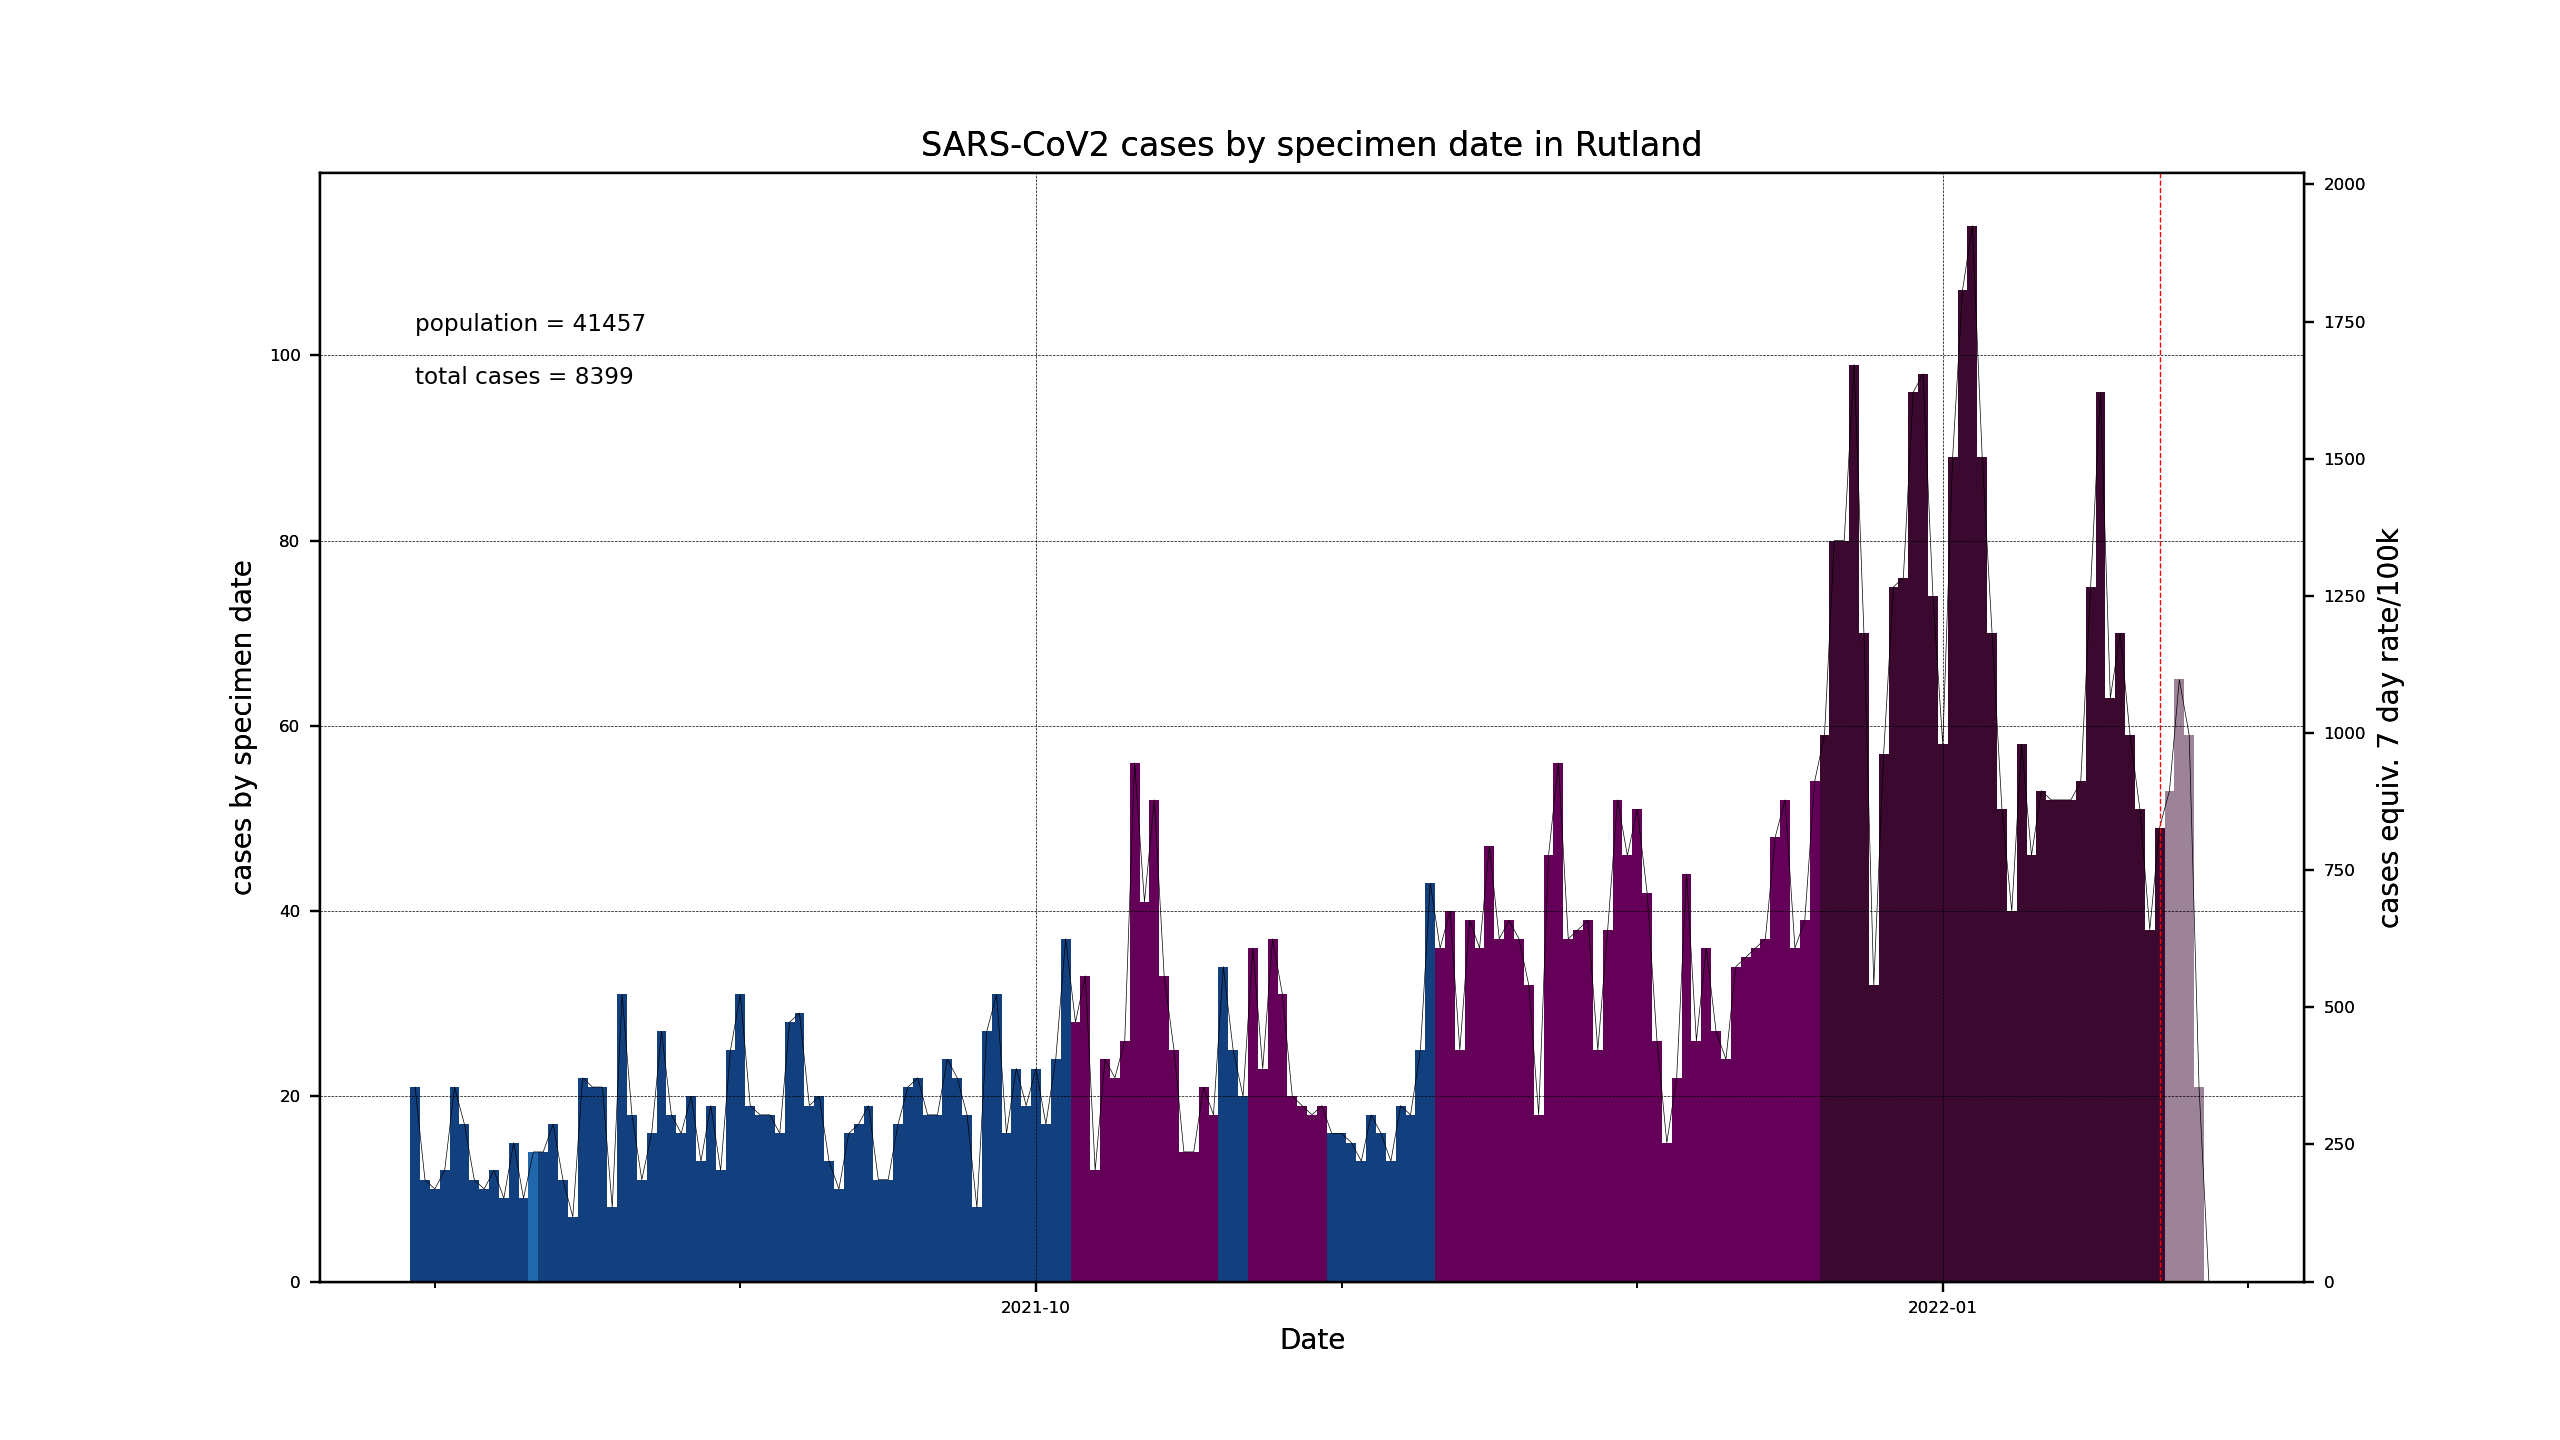 SARS-CoV2 cases by specimen date in Rutland
population = 41457
total cases = 8399
cases by specimen date
100
80
60
40
20
0
2000
1750
1500
1250
1000
750
500
250
0
cases equiv. 7 day rate/100k
2021-10
2022-01
Date